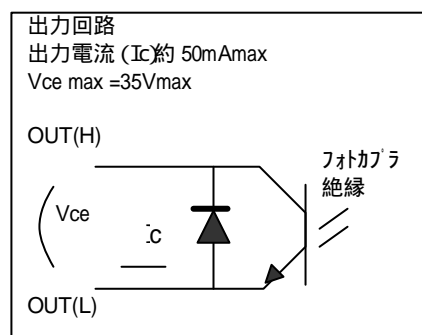 出力回路
出力電流 (Ic)約 50mAmax
Vce max =35Vmax
OUT(H)
フォトカプラ
絶縁
Vce
Ic
OUT(L)